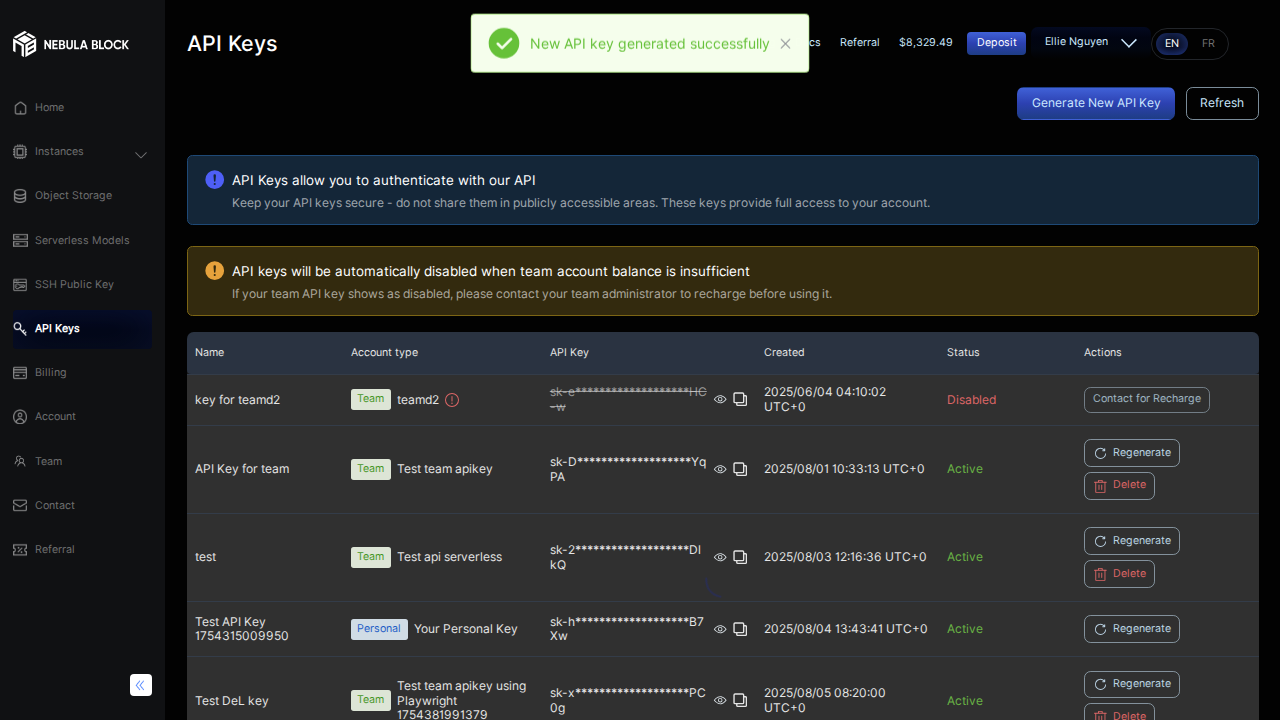 NEBULA BLOCK
Home
Instances
Object Storage
Serverless Models
SSH Public Key
API Keys
Billing
Account
Team
Contact
Referral
API Keys
New API key generated successfully
cs
Referral
$8,329.49
Deposit
Ellie Nguyen
EN
FR
Generate New API Key
Refresh
API Keys allow you to authenticate with our API
Keep your API keys secure - do not share them in publicly accessible areas. These keys provide full access to your account.
API keys will be automatically disabled when team account balance is insufficient
If your team API key shows as disabled, please contact your team administrator to recharge before using it.
Name Account type API Key Created Status Actions
key for teamd2
Team teamd2
sk-e*******************HC
-w
2025/06/04 04:10:02
UTC+0
Disabled
Contact for Recharge
API Key for team
Team Test team apikey
sk-D*******************Yq
PA
2025/08/01 10:33:13 UTC+0
Active
Regenerate
Delete
test
Team Test api serverless
sk-2*******************DI
kQ
2025/08/03 12:16:36 UTC+0
Active
Regenerate
Delete
Test API Key
1754315009950
Personal Your Personal Key
sk-h*******************B7
Xw
2025/08/04 13:43:41 UTC+0
Active
Regenerate
Test DeL key
Team
Test team apikey using
Playwright
1754381991379
sk-x*******************PC
0g
2025/08/05 08:20:00
UTC+0
Active
Regenerate
Delete